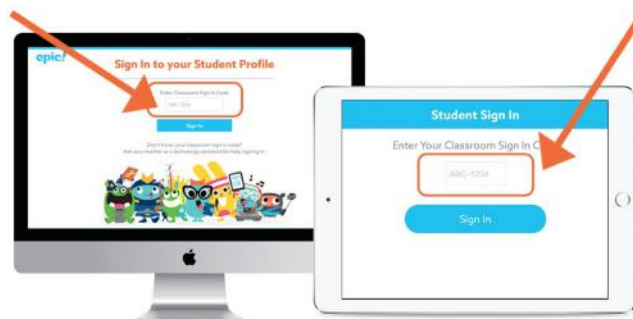 epic!
Sign In to your Student Profile
Enter Classroom Sign In Code
ABC-1234
Sign In
Don't know your classroom sign in code?
Ask your teacher or a technology assistant for help signing in.
Student Sign In
Enter Your Classroom Sign In C
ABC-1234
Sign In